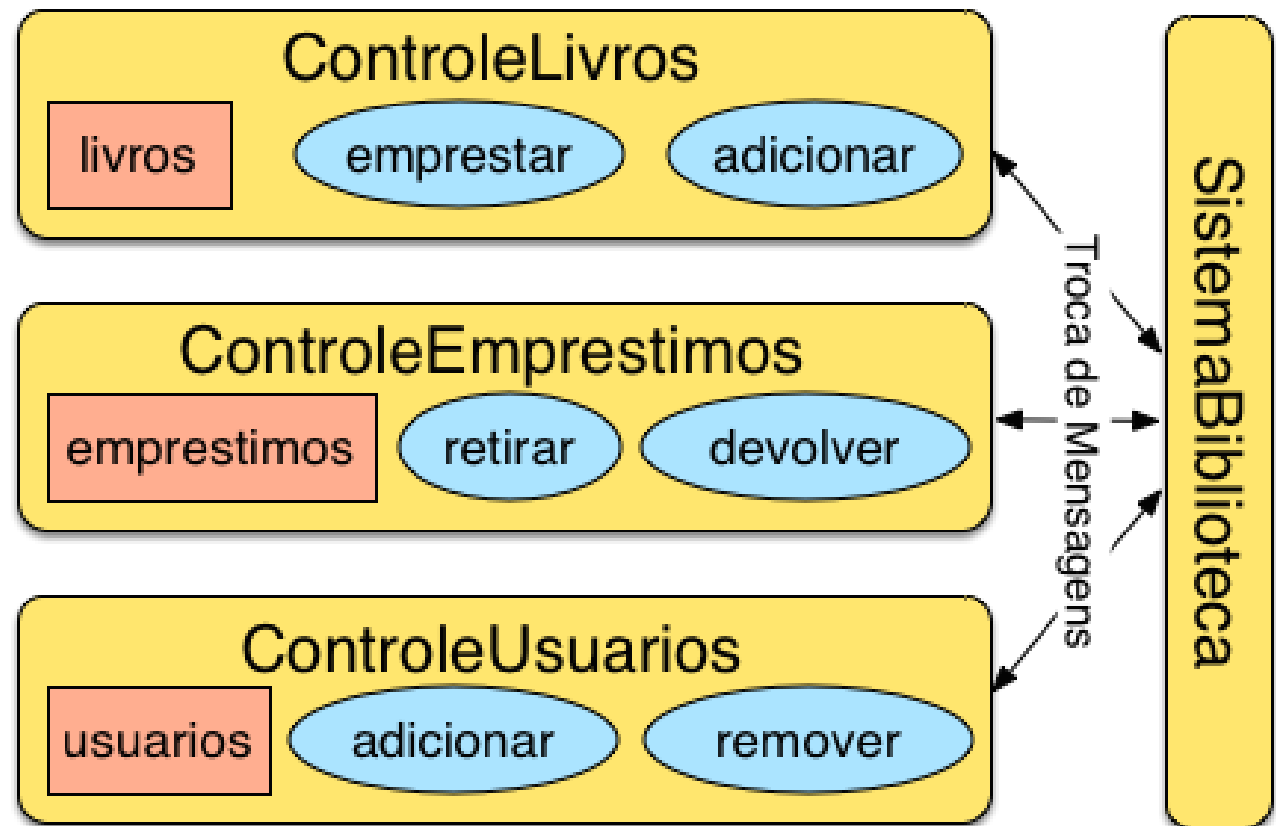 ControleLivros
livros
emprestar
adicionar
ControleEmprestimos
emprestimos
retirar
devolver
ControleUsuarios
usuarios
adicionar
remover
Troca de Mensagens
SistemaBiblioteca